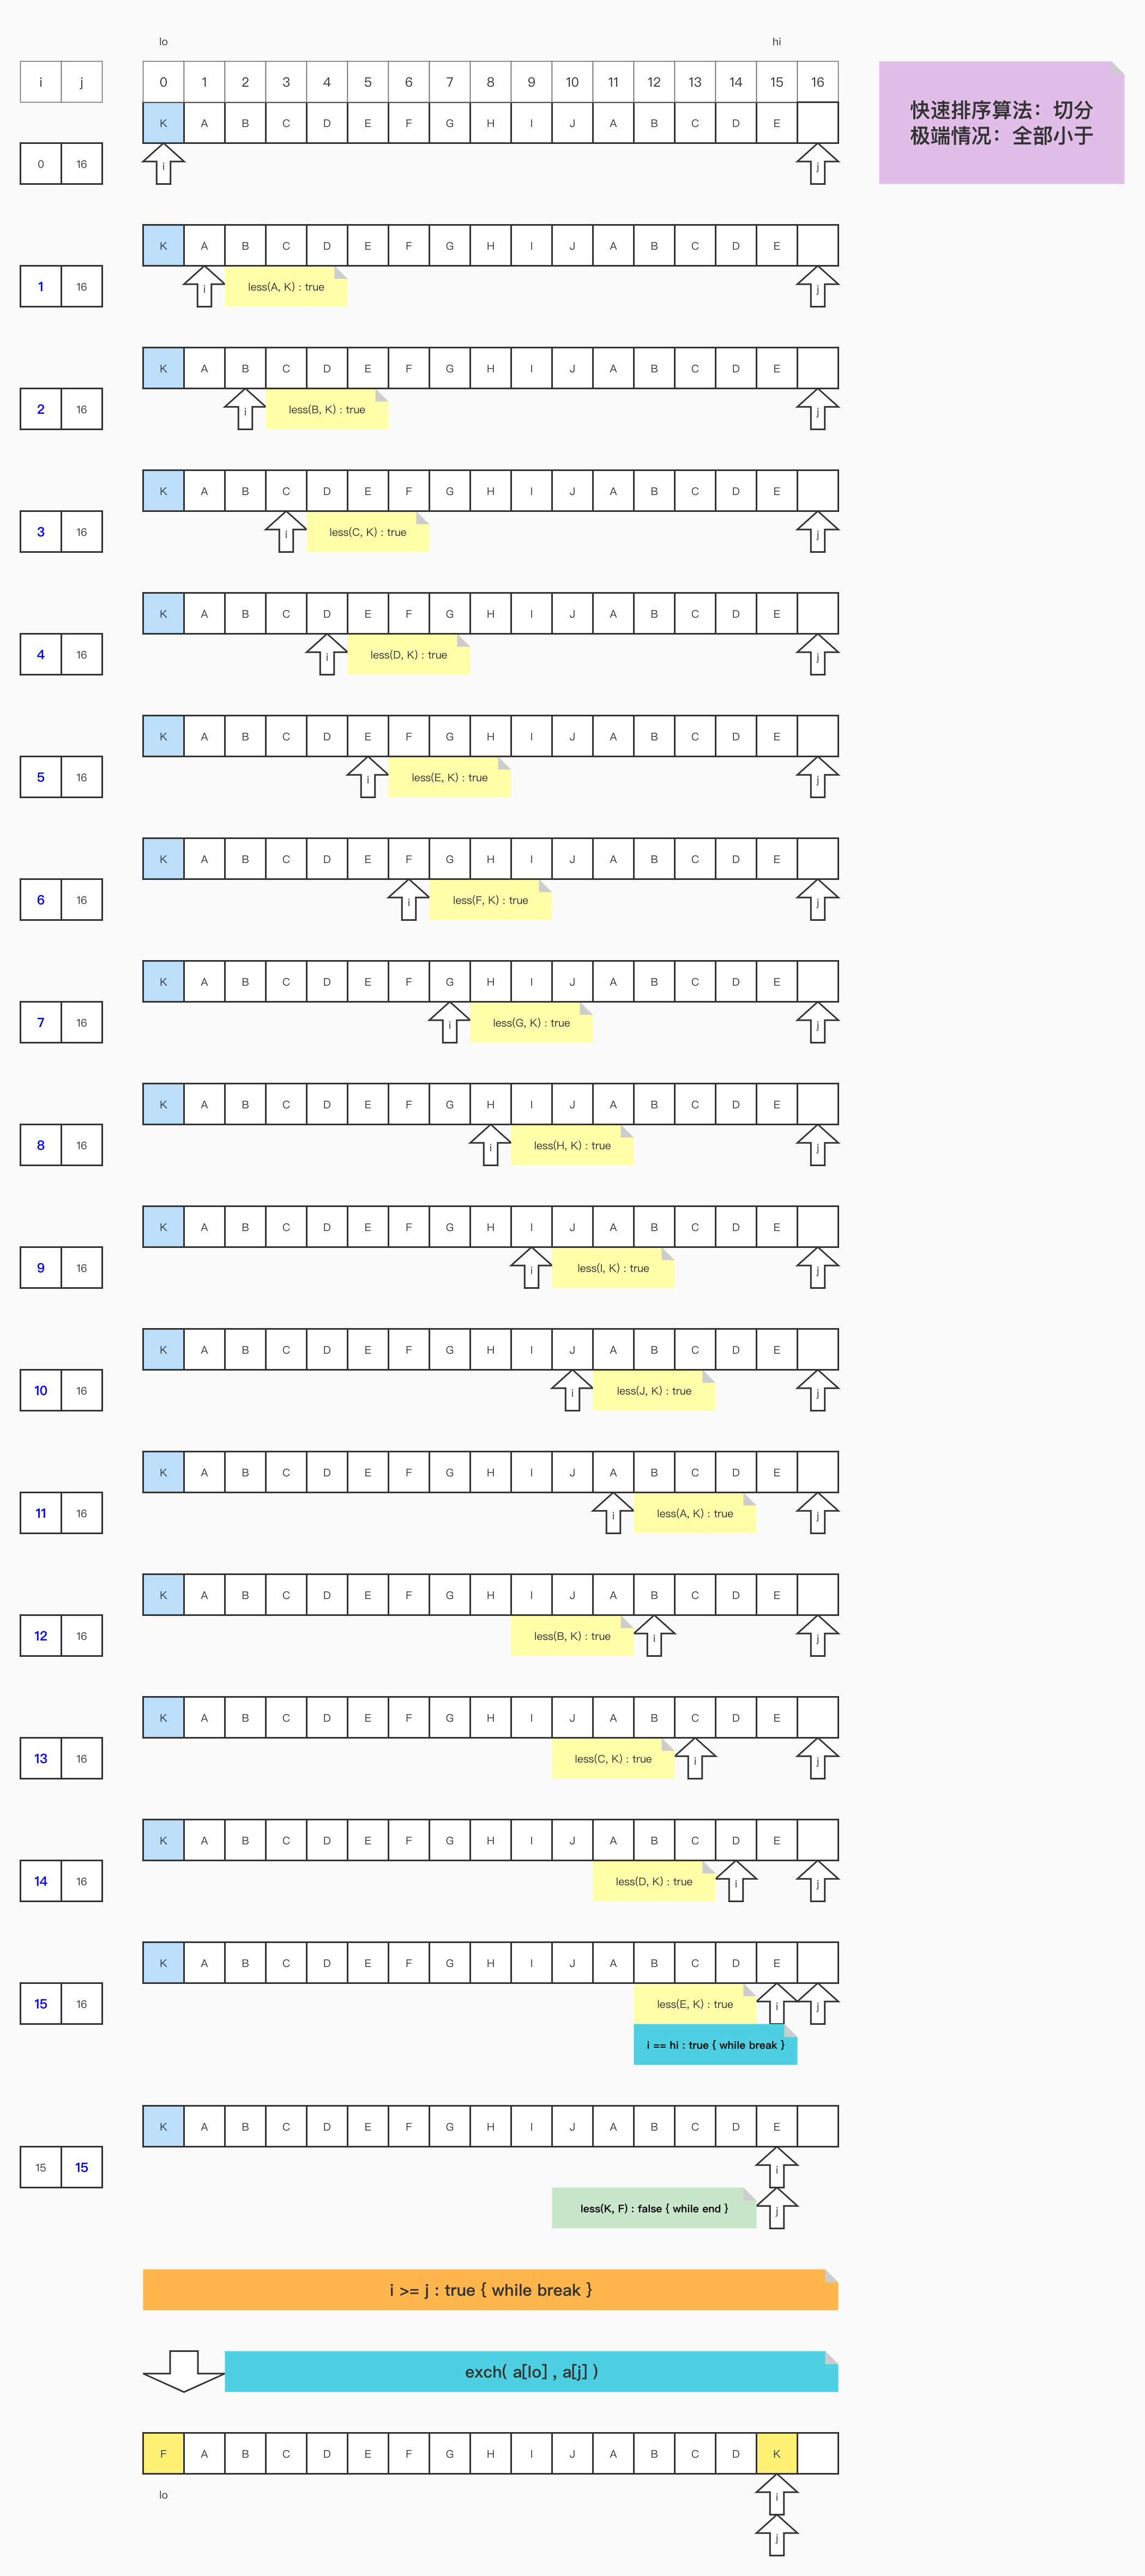 lo hi
i j 0 1 2 3 4 5 6 7 8 9 10 11 12 13 14 15 16
快速排序算法：切分
极端情况：全部小于
K A B C D E F G H I J A B C D E
0 16 i j
K A B C D E F G H I J A B C D E
1 16 i less(A, K) : true j
K A B C D E F G H I J A B C D E
2 16 i less(B, K) : true j
K A B C D E F G H I J A B C D E
3 16 i less(C, K) : true j
K A B C D E F G H I J A B C D E
4 16 i less(D, K) : true j
K A B C D E F G H I J A B C D E
5 16 i less(E, K) : true j
K A B C D E F G H I J A B C D E
6 16 i less(F, K) : true j
K A B C D E F G H I J A B C D E
7 16 i less(G, K) : true j
K A B C D E F G H I J A B C D E
8 16 i less(H, K) : true j
K A B C D E F G H I J A B C D E
9 16 i less(I, K) : true j
K A B C D E F G H I J A B C D E
10 16 i less(J, K) : true j
K A B C D E F G H I J A B C D E
11 16 i less(A, K) : true j
K A B C D E F G H I J A B C D E
12 16 less(B, K) : true i j
K A B C D E F G H I J A B C D E
13 16 less(C, K) : true i j
K A B C D E F G H I J A B C D E
14 16 less(D, K) : true i j
K A B C D E F G H I J A B C D E
15 16 less(E, K) : true i j
i == hi : true { while break }
K A B C D E F G H I J A B C D E
15 15 i
less(K, F) : false { while end } j
i >= j : true { while break }
exch( a[lo] , a[j] )
F A B C D E F G H I J A B C D K
lo i
j